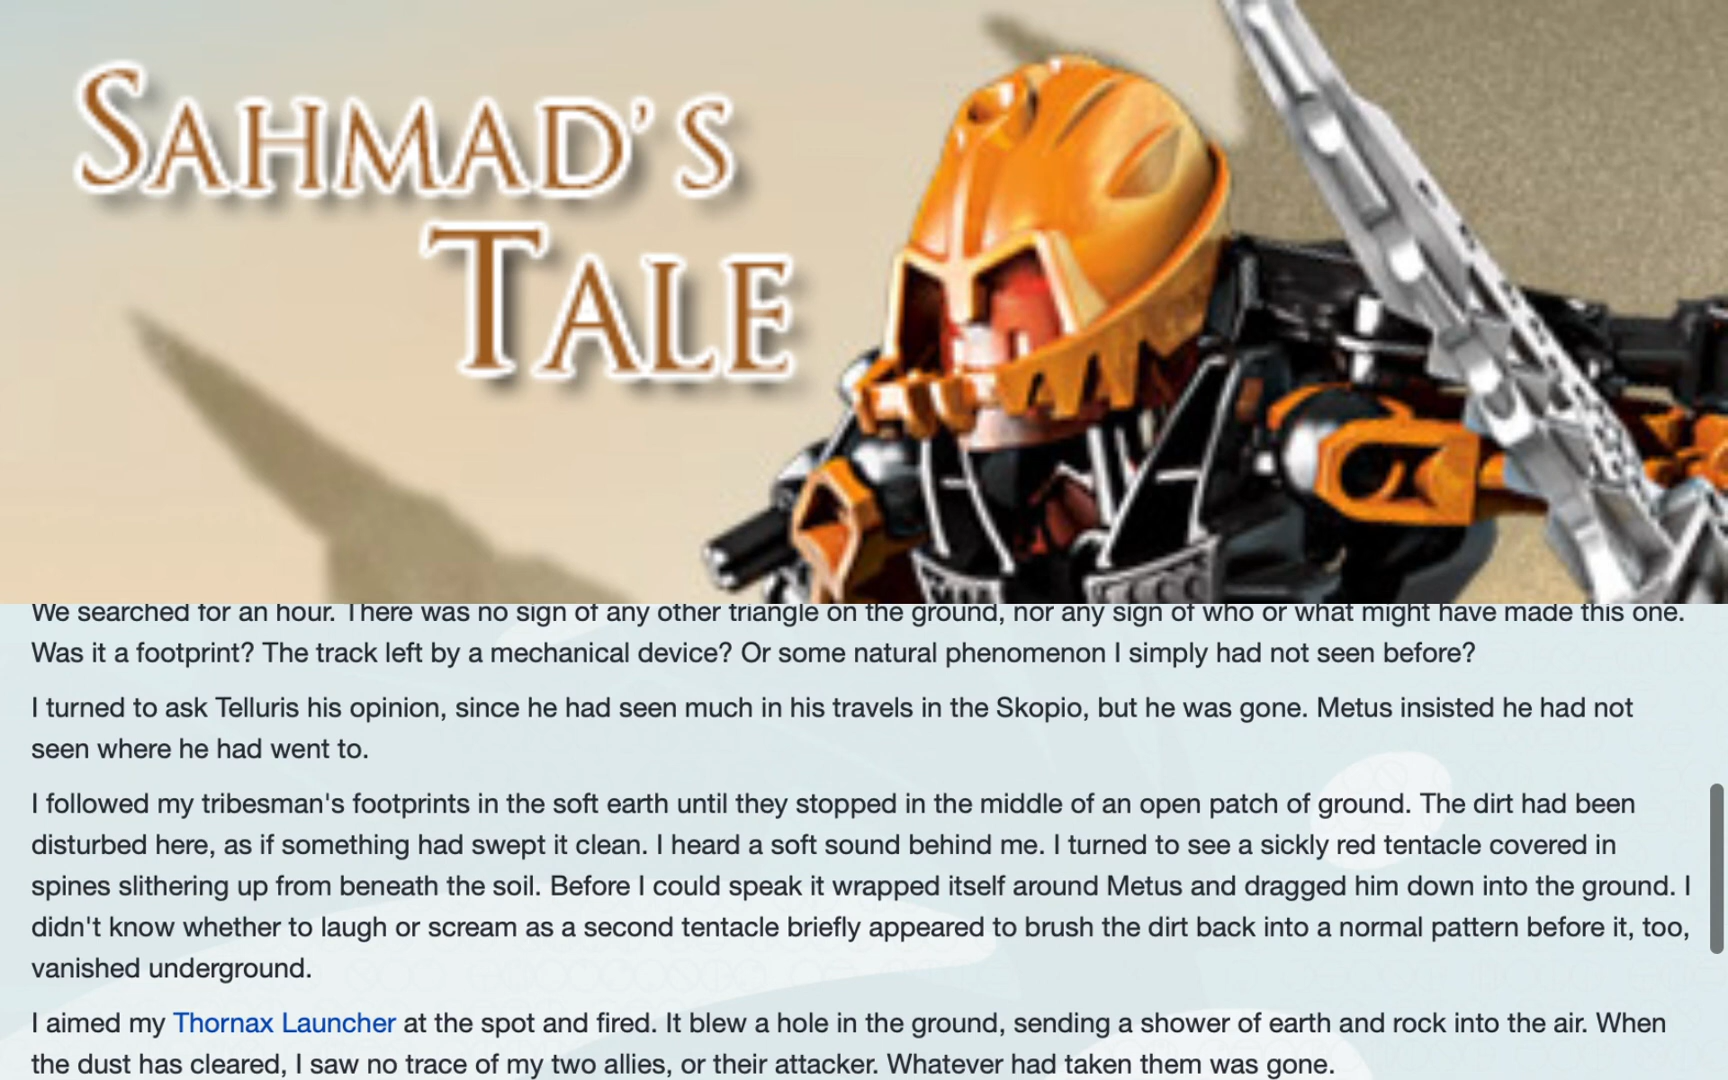 SAHMAD'S
TALE
We searched for an hour. There was no sign of any other triangle on the ground, nor any sign of who or what might have made this one.
Was it a footprint? The track left by a mechanical device? Or some natural phenomenon I simply had not seen before?
I turned to ask Telluris his opinion, since he had seen much in his travels in the Skopio, but he was gone. Metus insisted he had not
seen where he had went to.
I followed my tribesman's footprints in the soft earth until they stopped in the middle of an open patch of ground. The dirt had been
disturbed here, as if something had swept it clean. I heard a soft sound behind me. I turned to see a sickly red tentacle covered in
spines slithering up from beneath the soil. Before I could speak it wrapped itself around Metus and dragged him down into the ground. I
didn't know whether to laugh or scream as a second tentacle briefly appeared to brush the dirt back into a normal pattern before it, too,
vanished underground.
I aimed my Thornax Launcher at the spot and fired. It blew a hole in the ground, sending a shower of earth and rock into the air. When
the dust has cleared, I saw no trace of my two allies, or their attacker. Whatever had taken them was gone.